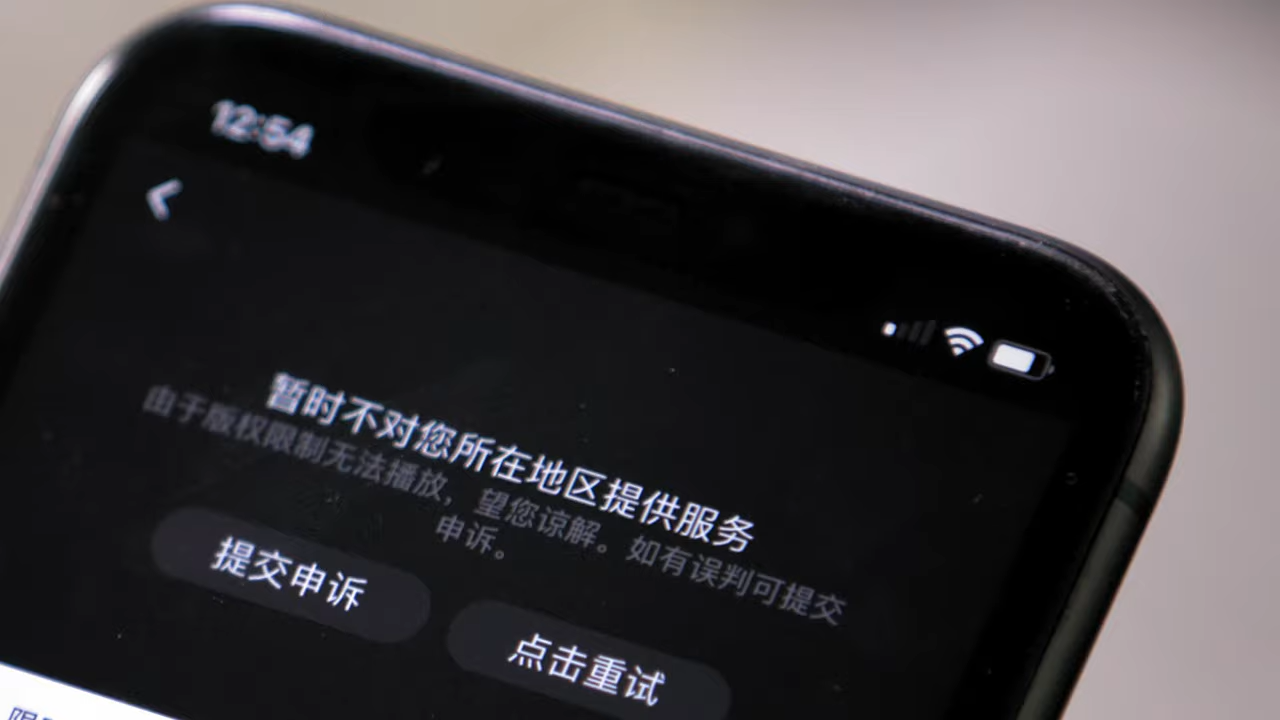 12:54
暂时不对您所在地区提供服务
由于版权限制无法播放，望您谅解。如有误判可提交
申诉。
提交申诉
点击重试